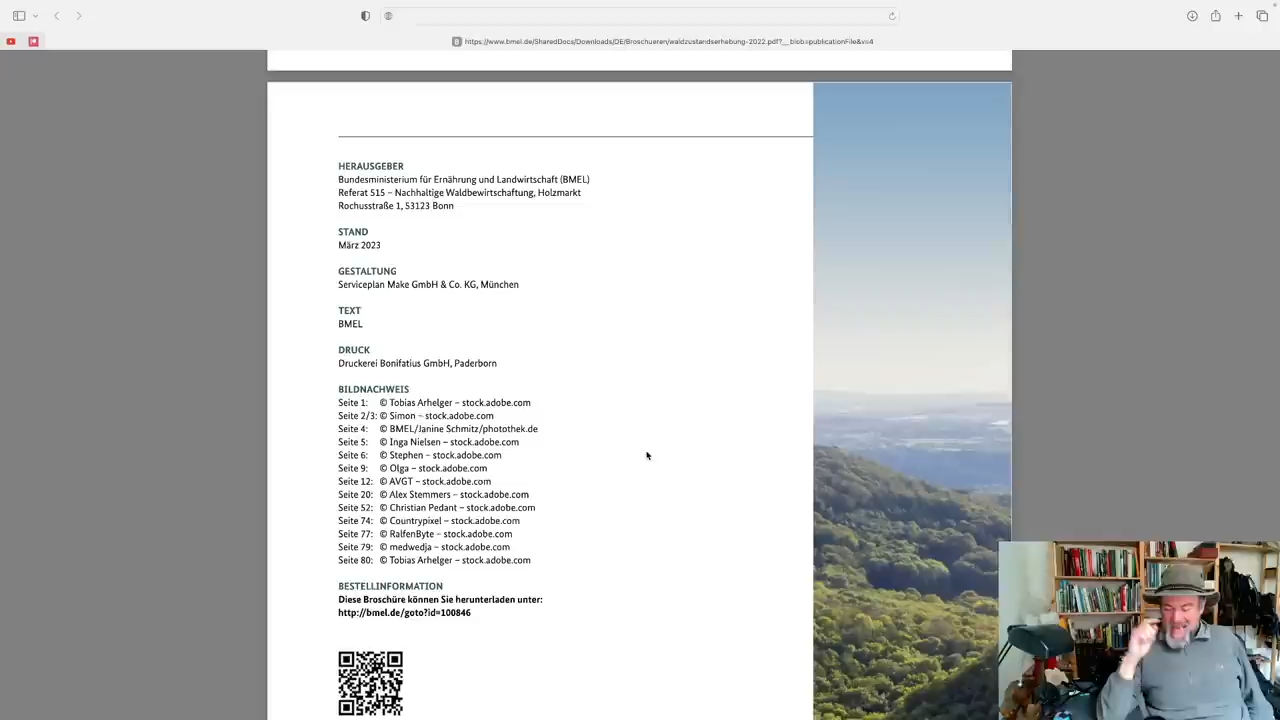 https://www.bmel.de/SharedDocs/Downloads/DE/Broschueren/waldzustandserhebung-2022.pdf?__blob=publicationFile&v=4
HERAUSGEBER
Bundesministerium für Ernährung und Landwirtschaft (BMEL)
Referat 515 – Nachhaltige Waldbewirtschaftung, Holzmarkt
Rochusstraße 1, 53123 Bonn
STAND
März 2023
GESTALTUNG
Serviceplan Make GmbH & Co. KG, München
TEXT
BMEL
DRUCK
Druckerei Bonifatius GmbH, Paderborn
BILDNACHWEIS
Seite 1: © Tobias Arhelger – stock.adobe.com
Seite 2/3: © Simon – stock.adobe.com
Seite 4: © BMEL/Janine Schmitz/photothek.de
Seite 5: © Inga Nielsen – stock.adobe.com
Seite 6: © Stephen – stock.adobe.com
Seite 9: © Olga – stock.adobe.com
Seite 12: © AVGT – stock.adobe.com
Seite 20: © Alex Stemmers – stock.adobe.com
Seite 52: © Christian Pedant – stock.adobe.com
Seite 74: © Countrypixel – stock.adobe.com
Seite 77: © RalfenByte – stock.adobe.com
Seite 79: © medwedja – stock.adobe.com
Seite 80: © Tobias Arhelger – stock.adobe.com
BESTELLINFORMATION
Diese Broschüre können Sie herunterladen unter:
http://bmel.de/goto?id=100846